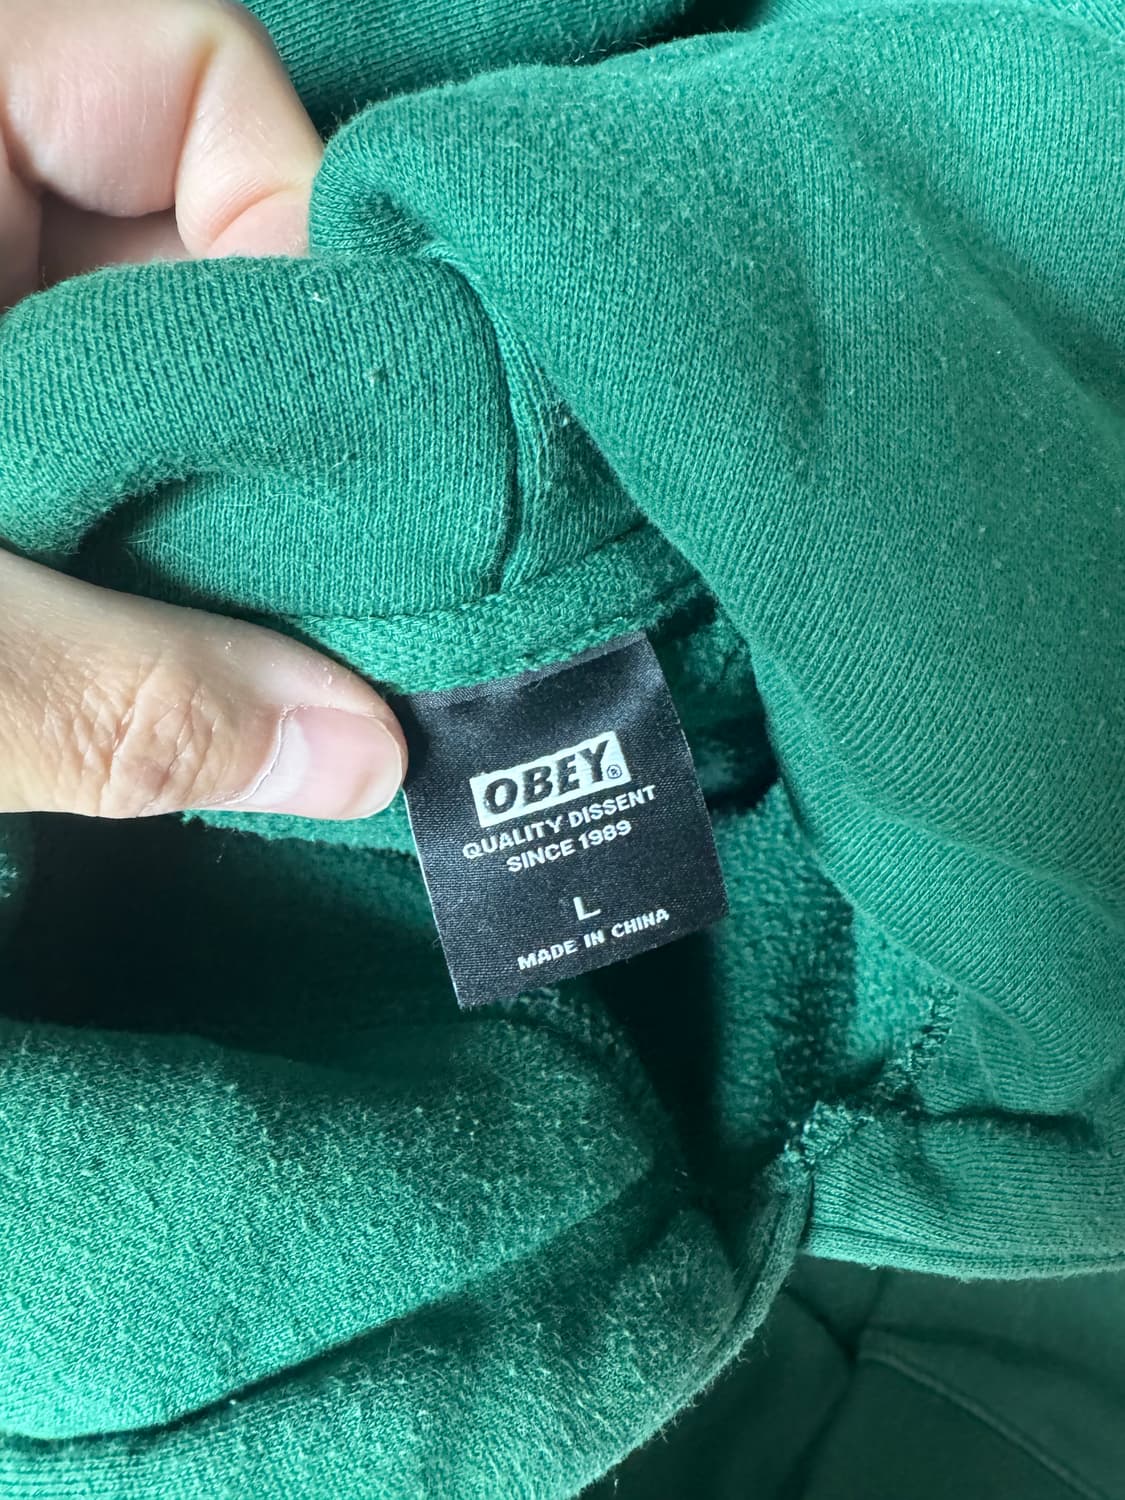 OBEY®
QUALITY DISSENT
SINCE 1989
L
MADE IN CHINA